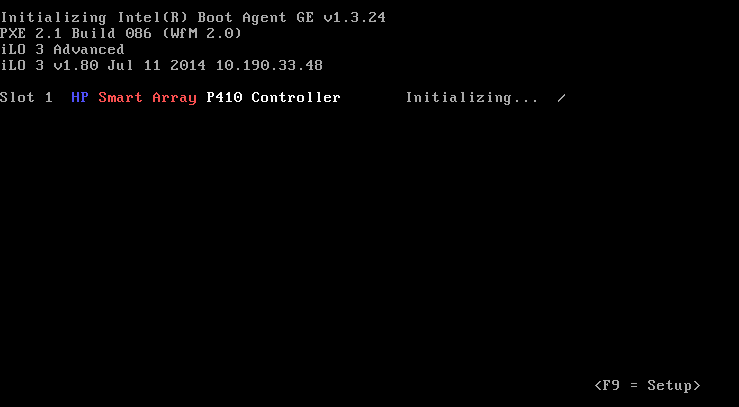 Initializing Intel(R) Boot Agent GE v1.3.24
PXE 2.1 Build 086 (WfM 2.0)
iLO 3 Advanced
iLO 3 v1.80 Jul 11 2014 10.190.33.48
Slot 1 HP Smart Array P410 Controller Initializing... /
<F9 = Setup>